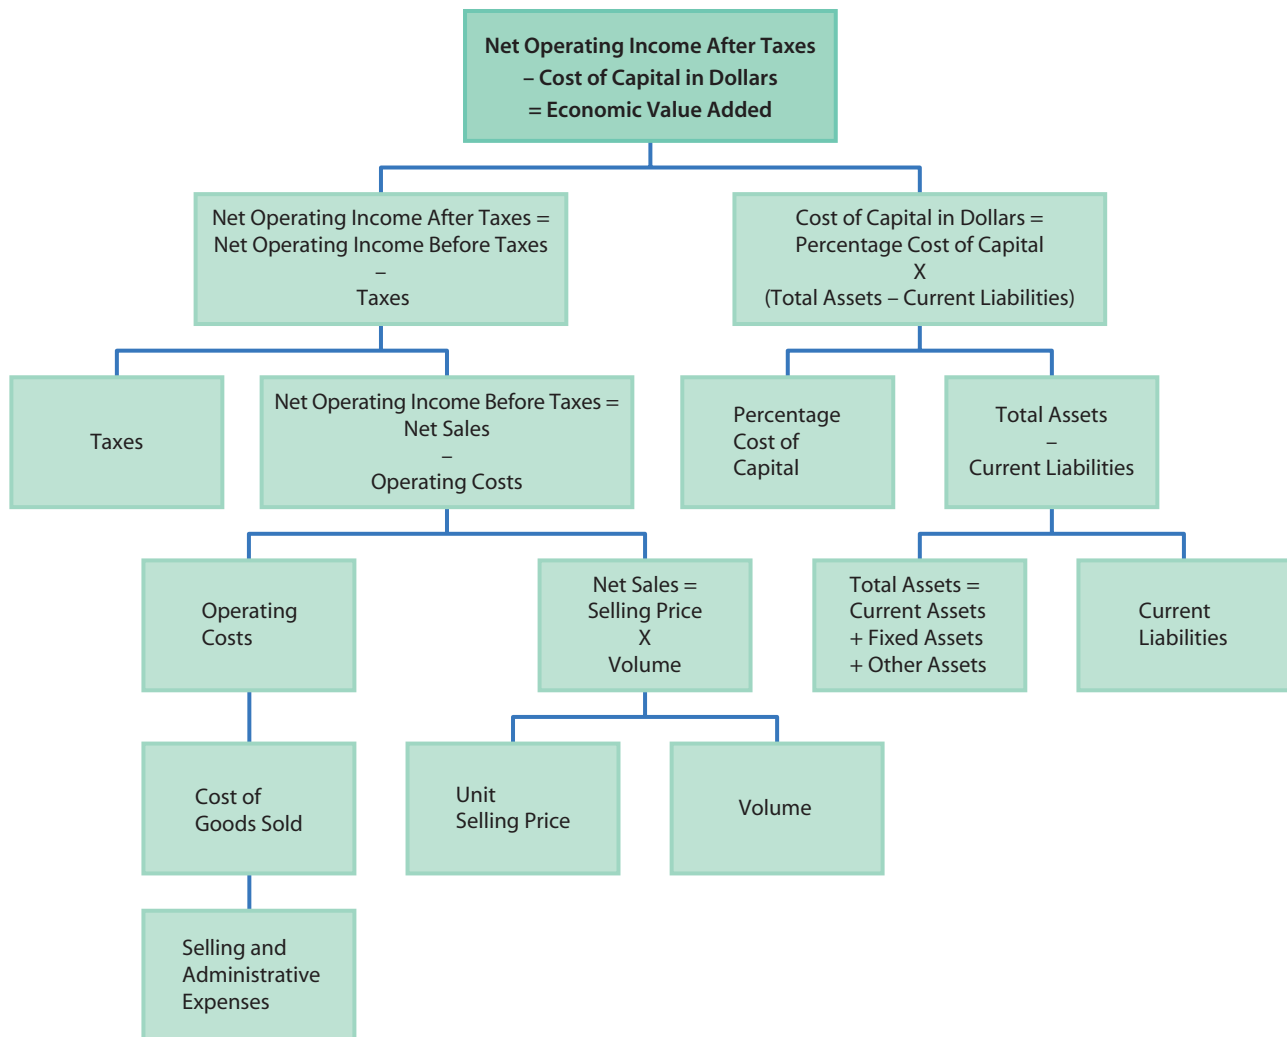 Net Operating Income After Taxes
– Cost of Capital in Dollars
= Economic Value Added
Net Operating Income After Taxes =
Net Operating Income Before Taxes
–
Taxes
Cost of Capital in Dollars =
Percentage Cost of Capital
X
(Total Assets – Current Liabilities)
Taxes
Net Operating Income Before Taxes =
Net Sales
–
Operating Costs
Percentage
Cost of
Capital
Total Assets
–
Current Liabilities
Operating
Costs
Net Sales =
Selling Price
X
Volume
Total Assets =
Current Assets
+ Fixed Assets
+ Other Assets
Current
Liabilities
Cost of
Goods Sold
Unit
Selling Price
Volume
Selling and
Administrative
Expenses